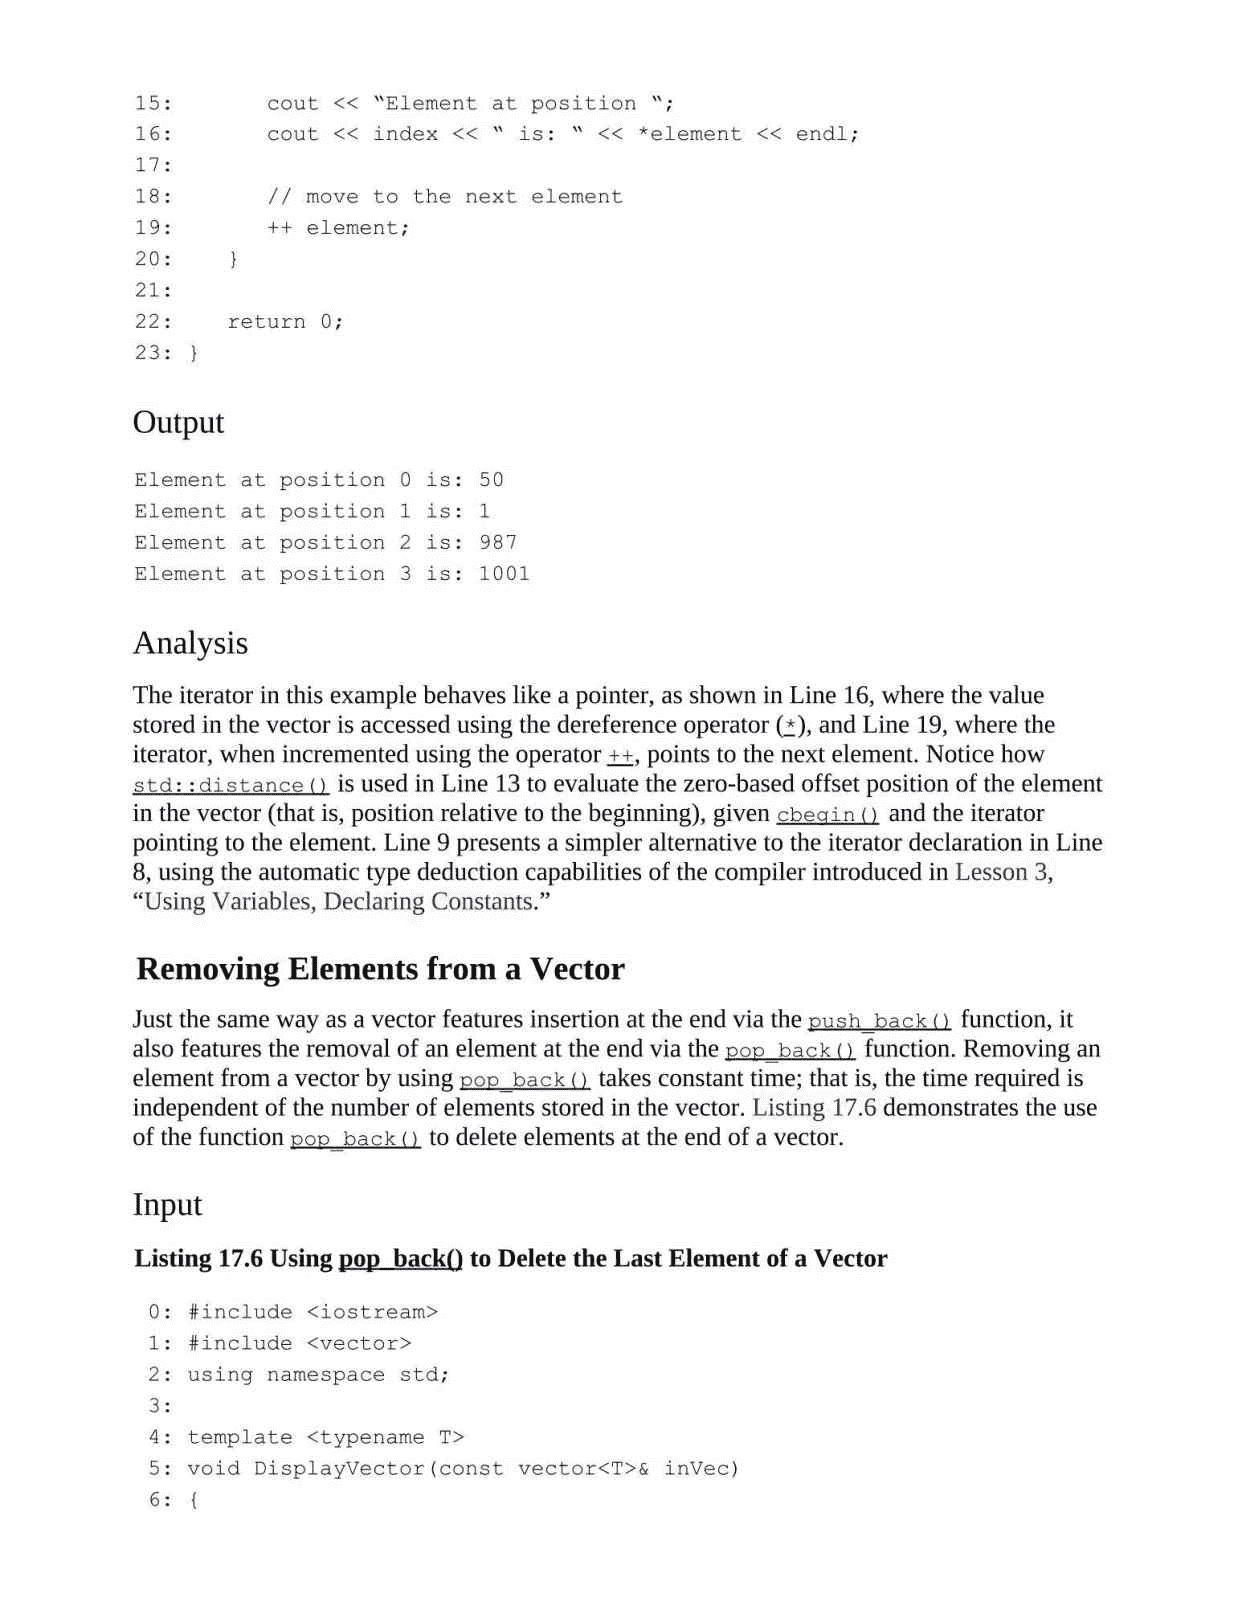 15:       cout << “Element at position “;
16:       cout << index << “ is: “ << *element << endl;
17:
18:       // move to the next element
19:       ++ element;
20:    }
21:
22:    return 0;
23: }
Output
Element at position 0 is: 50
Element at position 1 is: 1
Element at position 2 is: 987
Element at position 3 is: 1001
Analysis
The iterator in this example behaves like a pointer, as shown in Line 16, where the value
stored in the vector is accessed using the dereference operator (*), and Line 19, where the
iterator, when incremented using the operator ++, points to the next element. Notice how
std::distance() is used in Line 13 to evaluate the zero-based offset position of the element
in the vector (that is, position relative to the beginning), given cbegin() and the iterator
pointing to the element. Line 9 presents a simpler alternative to the iterator declaration in Line
8, using the automatic type deduction capabilities of the compiler introduced in Lesson 3,
“Using Variables, Declaring Constants.”
Removing Elements from a Vector
Just the same way as a vector features insertion at the end via the push_back() function, it
also features the removal of an element at the end via the pop_back() function. Removing an
element from a vector by using pop_back() takes constant time; that is, the time required is
independent of the number of elements stored in the vector. Listing 17.6 demonstrates the use
of the function pop_back() to delete elements at the end of a vector.
Input
Listing 17.6 Using pop_back() to Delete the Last Element of a Vector
0: #include <iostream>
1: #include <vector>
2: using namespace std;
3:
4: template <typename T>
5: void DisplayVector(const vector<T>& inVec)
6: {